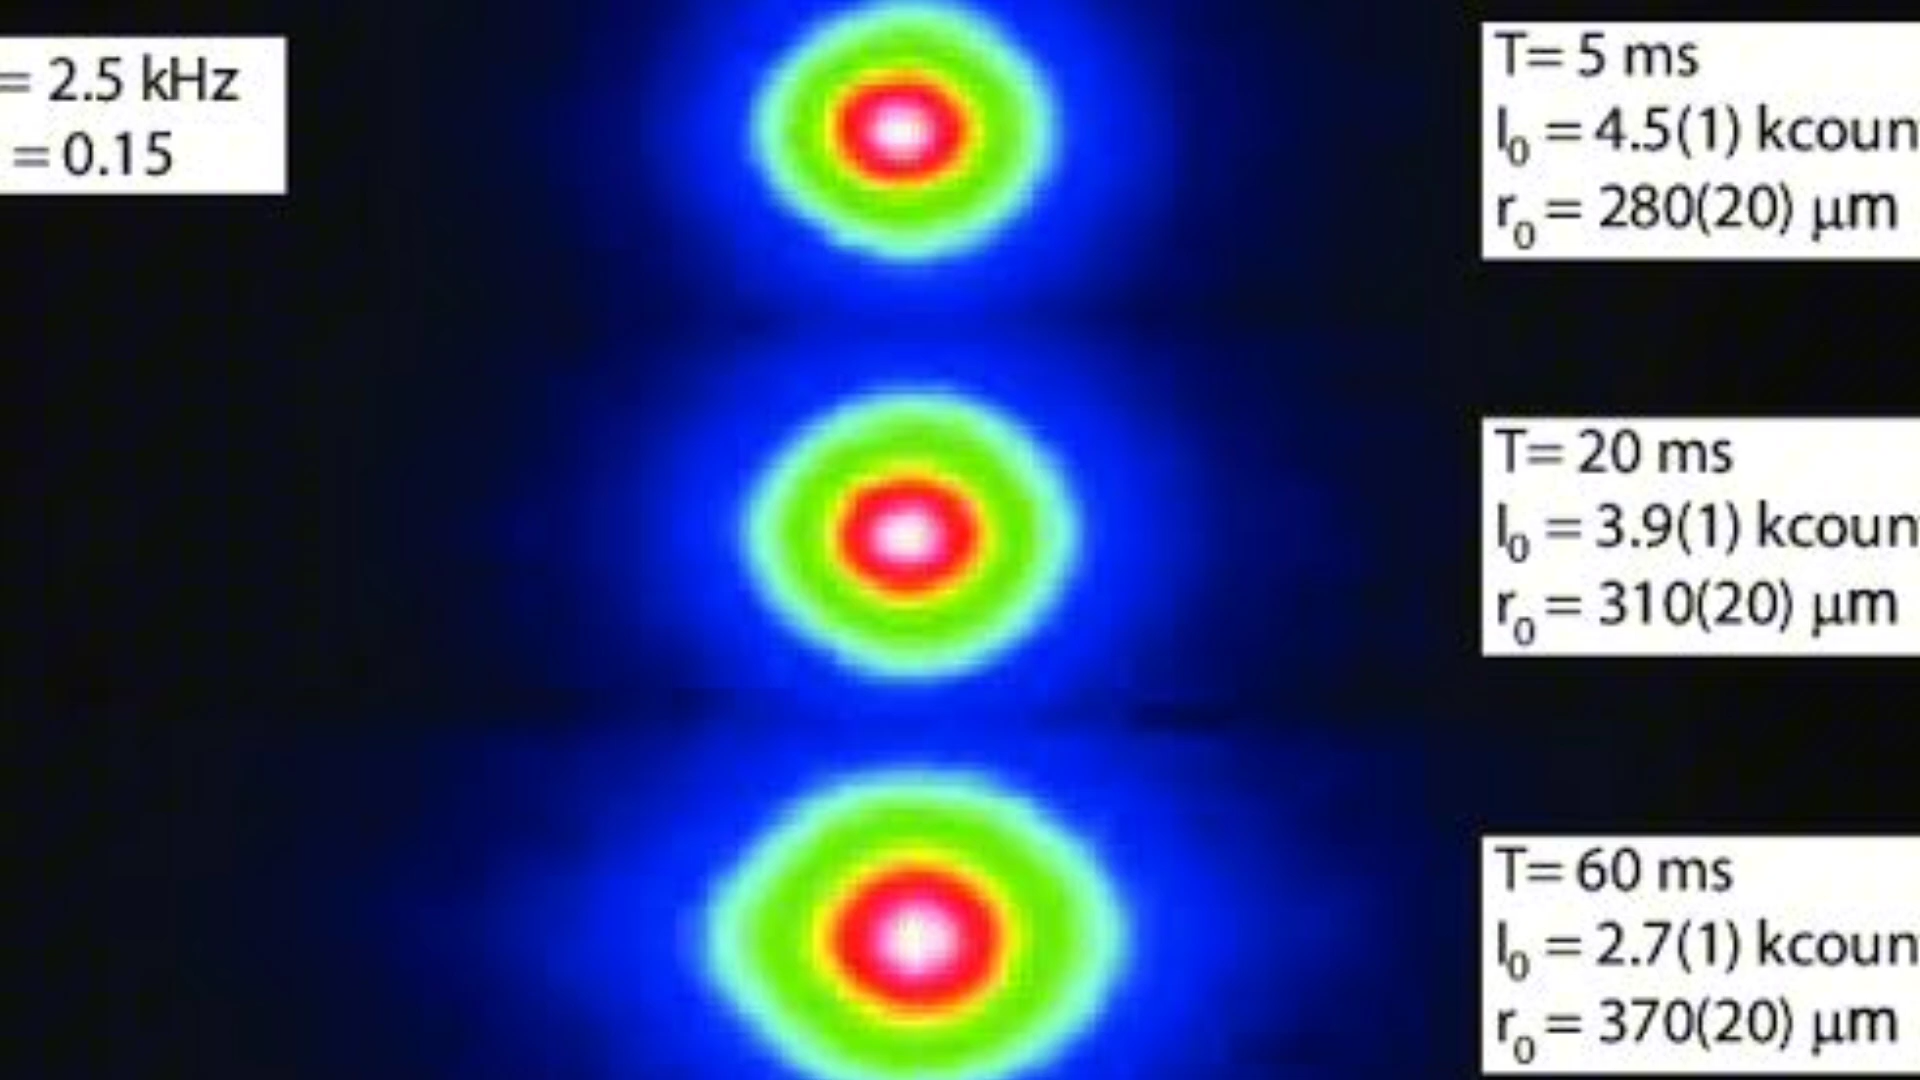 = 2.5 kHz
= 0.15
T= 5 ms
I₀ = 4.5(1) kcoun
r₀ = 280(20) μm
T= 20 ms
I₀ = 3.9(1) kcoun
r₀ = 310(20) μm
T= 60 ms
I₀ = 2.7(1) kcoun
r₀ = 370(20) μm